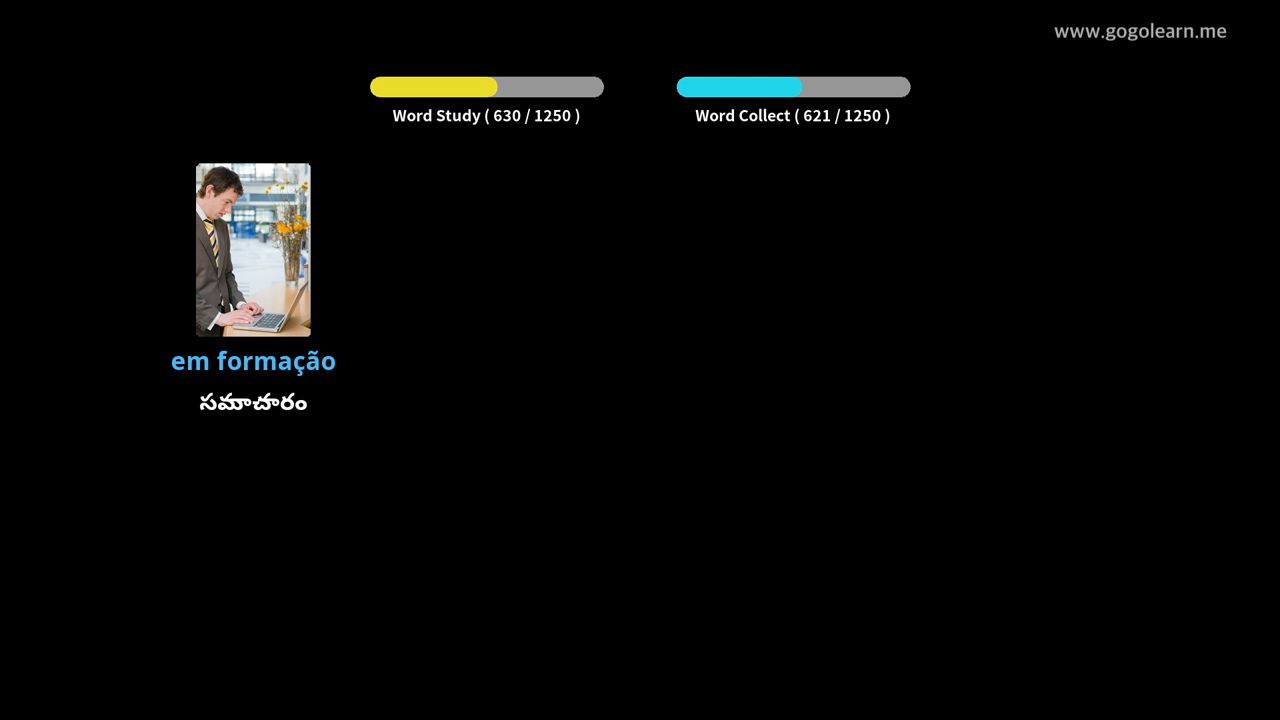 www.gogolearn.me
Word Study ( 630 / 1250 )
Word Collect ( 621 / 1250 )
em formação
సమాచారం